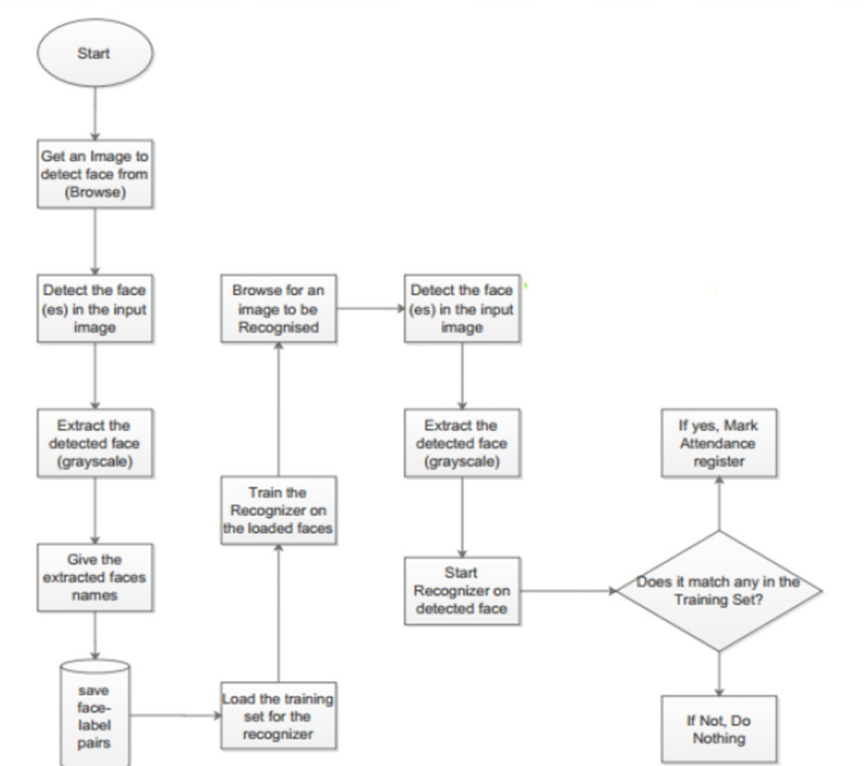 Start
Get an Image to
detect face from
(Browse)
Detect the face
(es) in the input
image
Extract the
detected face
(grayscale)
Give the
extracted faces
names
save
face-
label
pairs
Load the training
set for the
recognizer
Train the
Recognizer on
the loaded faces
Browse for an
image to be
Recognised
Detect the face
(es) in the input
image
Extract the
detected face
(grayscale)
Start
Recognizer on
detected face
Does it match any in the
Training Set?
If yes, Mark
Attendance
register
If Not, Do
Nothing